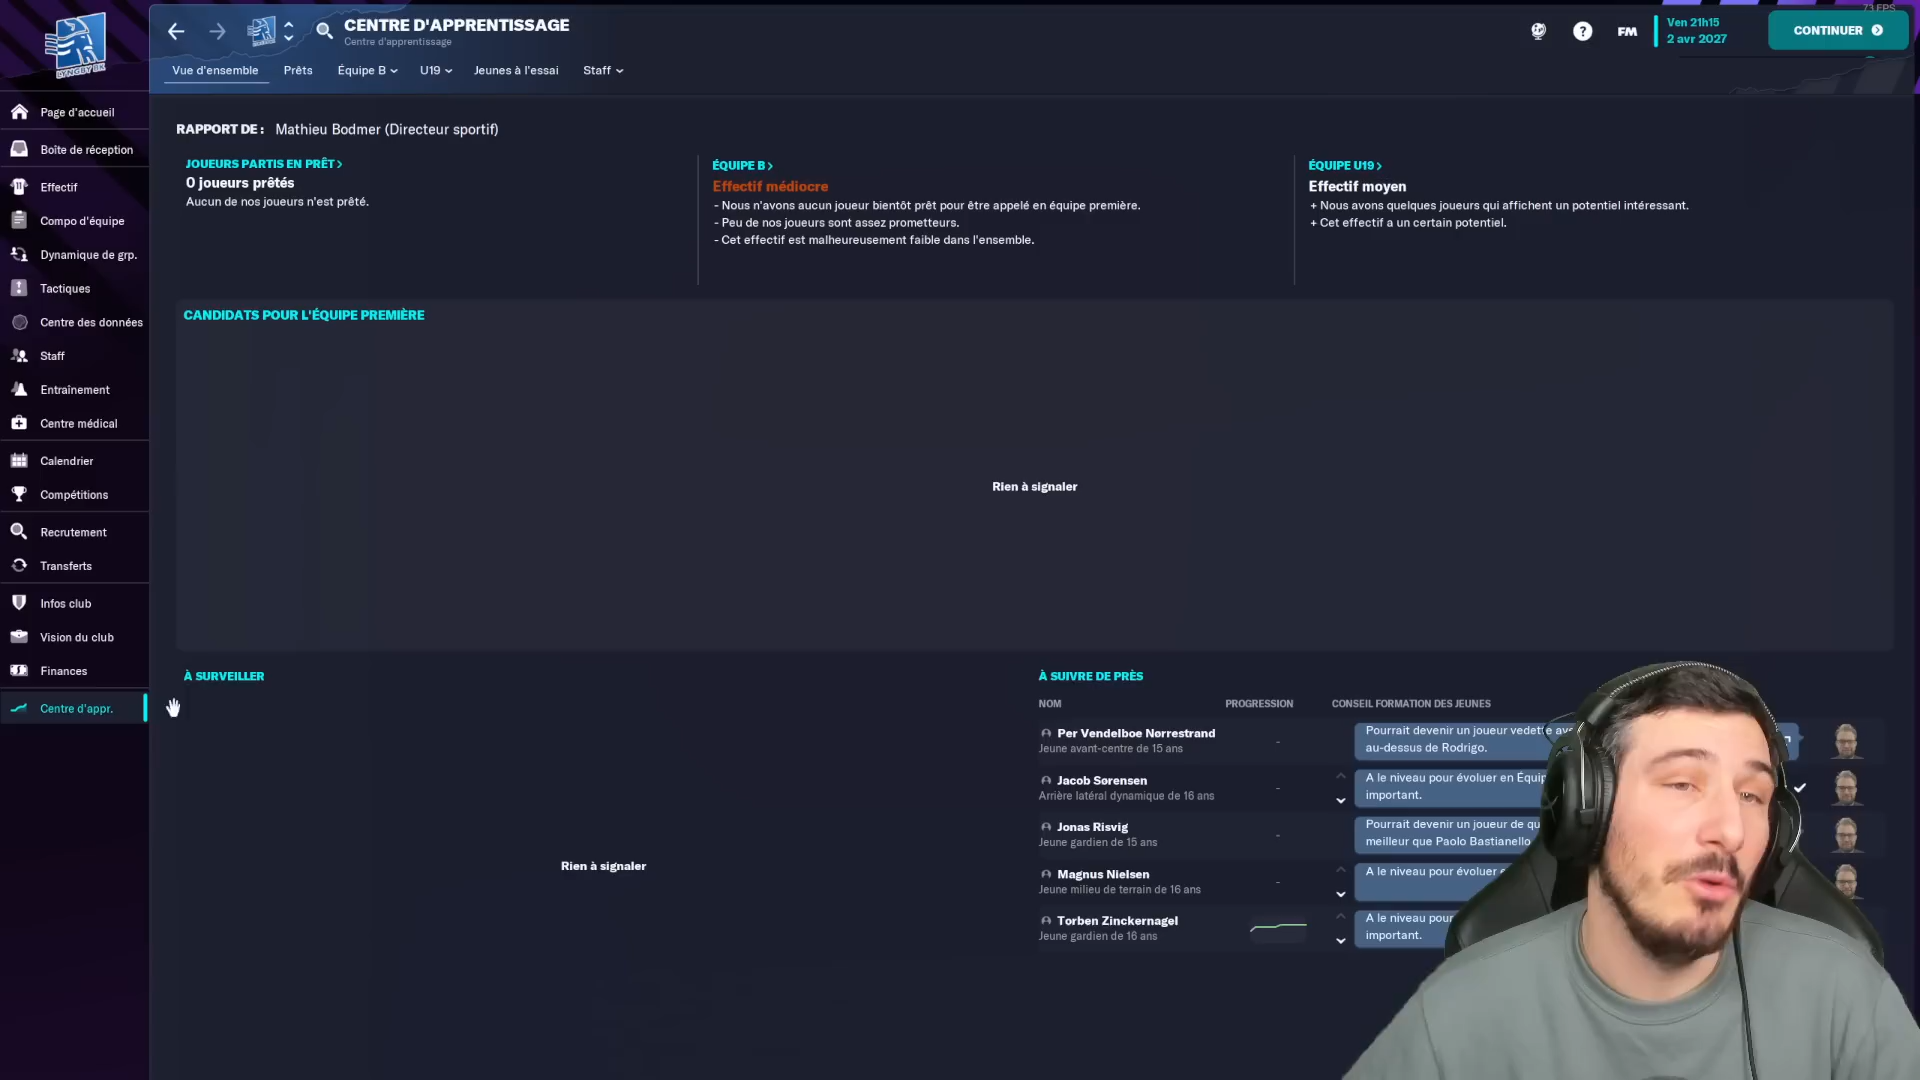 73 FPS
LYNGBY BK
CENTRE D'APPRENTISSAGE
Centre d'apprentissage
FM
Ven 21h15
2 avr 2027
CONTINUER
Vue d'ensemble
Prêts
Équipe B
U19
Jeunes à l'essai
Staff
Page d'accueil
Boîte de réception
Effectif
Compo d'équipe
Dynamique de grp.
Tactiques
Centre des données
Staff
Entraînement
Centre médical
Calendrier
Compétitions
Recrutement
Transferts
Infos club
Vision du club
Finances
Centre d'appr.
RAPPORT DE : Mathieu Bodmer (Directeur sportif)
JOUEURS PARTIS EN PRÊT >
0 joueurs prêtés
Aucun de nos joueurs n'est prêté.
ÉQUIPE B >
Effectif médiocre
- Nous n'avons aucun joueur bientôt prêt pour être appelé en équipe première.
- Peu de nos joueurs sont assez prometteurs.
- Cet effectif est malheureusement faible dans l'ensemble.
ÉQUIPE U19 >
Effectif moyen
+ Nous avons quelques joueurs qui affichent un potentiel intéressant.
+ Cet effectif a un certain potentiel.
CANDIDATS POUR L'ÉQUIPE PREMIÈRE
Rien à signaler
À SURVEILLER
Rien à signaler
À SUIVRE DE PRÈS
NOM PROGRESSION CONSEIL FORMATION DES JEUNES
Per Vendelboe Nørrestrand
Jeune avant-centre de 15 ans
-
Pourrait devenir un joueur vedette
au-dessus de Rodrigo.
Jacob Sørensen
Arrière latéral dynamique de 16 ans
-
A le niveau pour évoluer en
important.
Jonas Risvig
Jeune gardien de 15 ans
-
Pourrait devenir un joueur de
meilleur que Paolo Bastianello
Magnus Nielsen
Jeune milieu de terrain de 16 ans
-
A le niveau pour évoluer
Torben Zinckernagel
Jeune gardien de 16 ans
A le niveau pour
important.